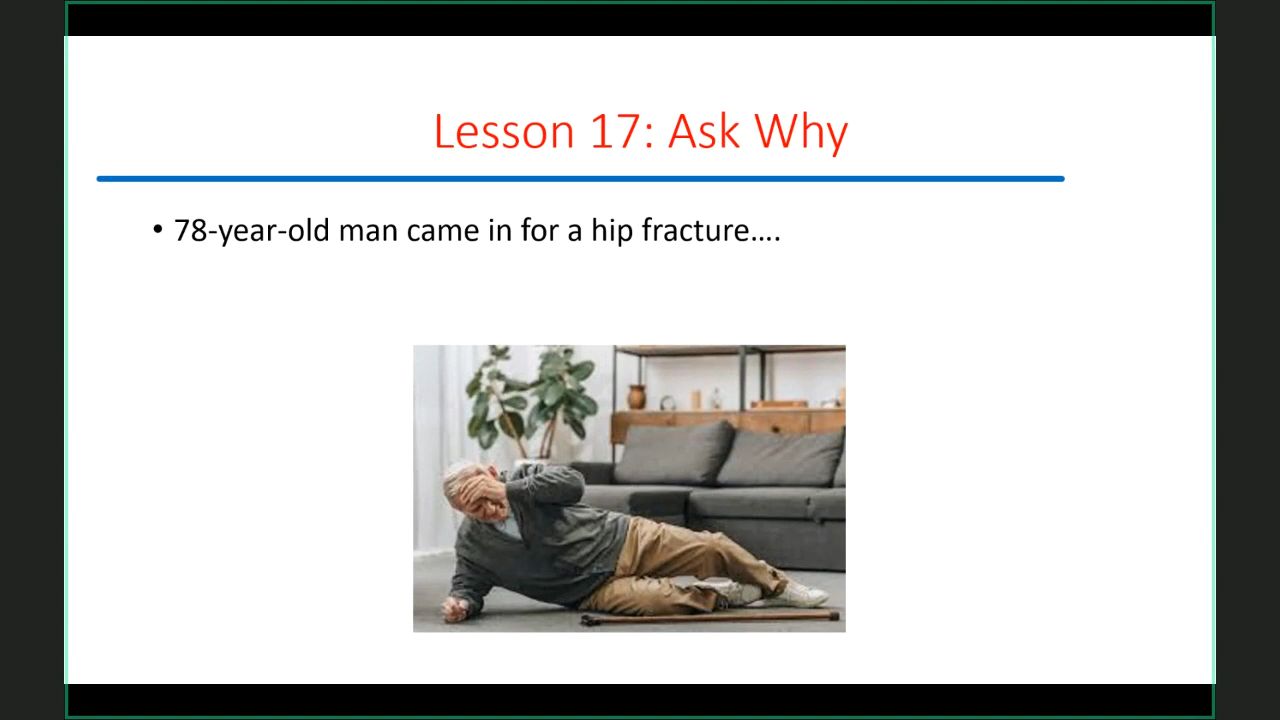 Lesson 17: Ask Why
• 78-year-old man came in for a hip fracture....